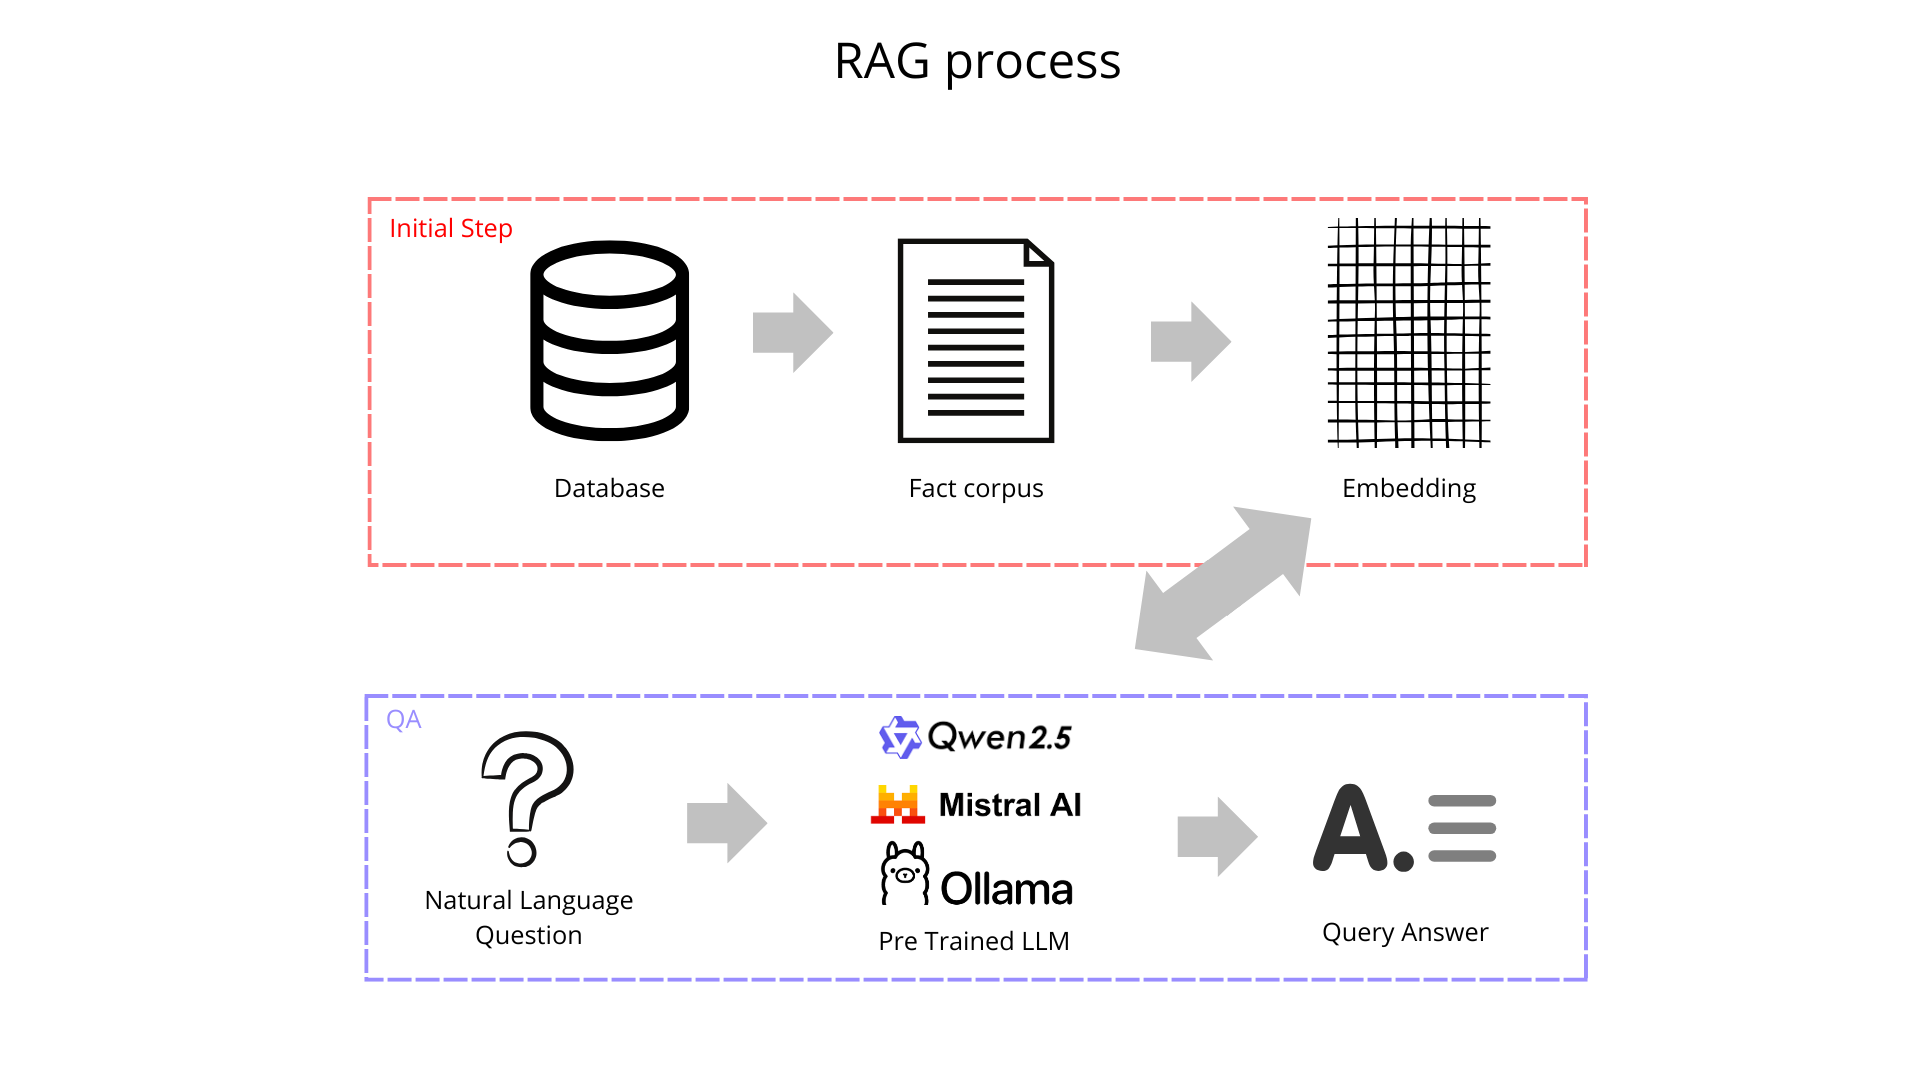 RAG process
Initial Step
Database
Fact corpus
Embedding
QA
Natural Language
Question
Qwen2.5
Mistral AI
Ollama
Pre Trained LLM
A.
Query Answer